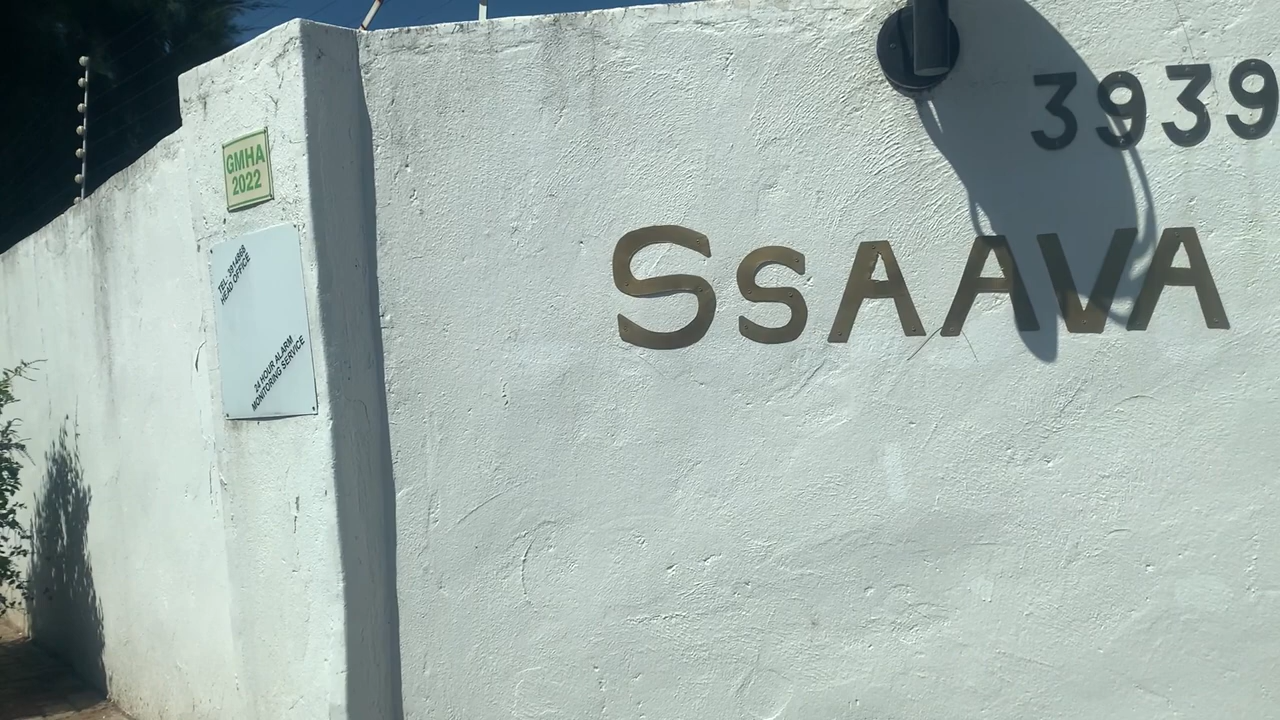 GMHA
2022
HEAD OFFICE
24 HOUR ALARM
MONITORING SERVICE
3939
SSAAVA